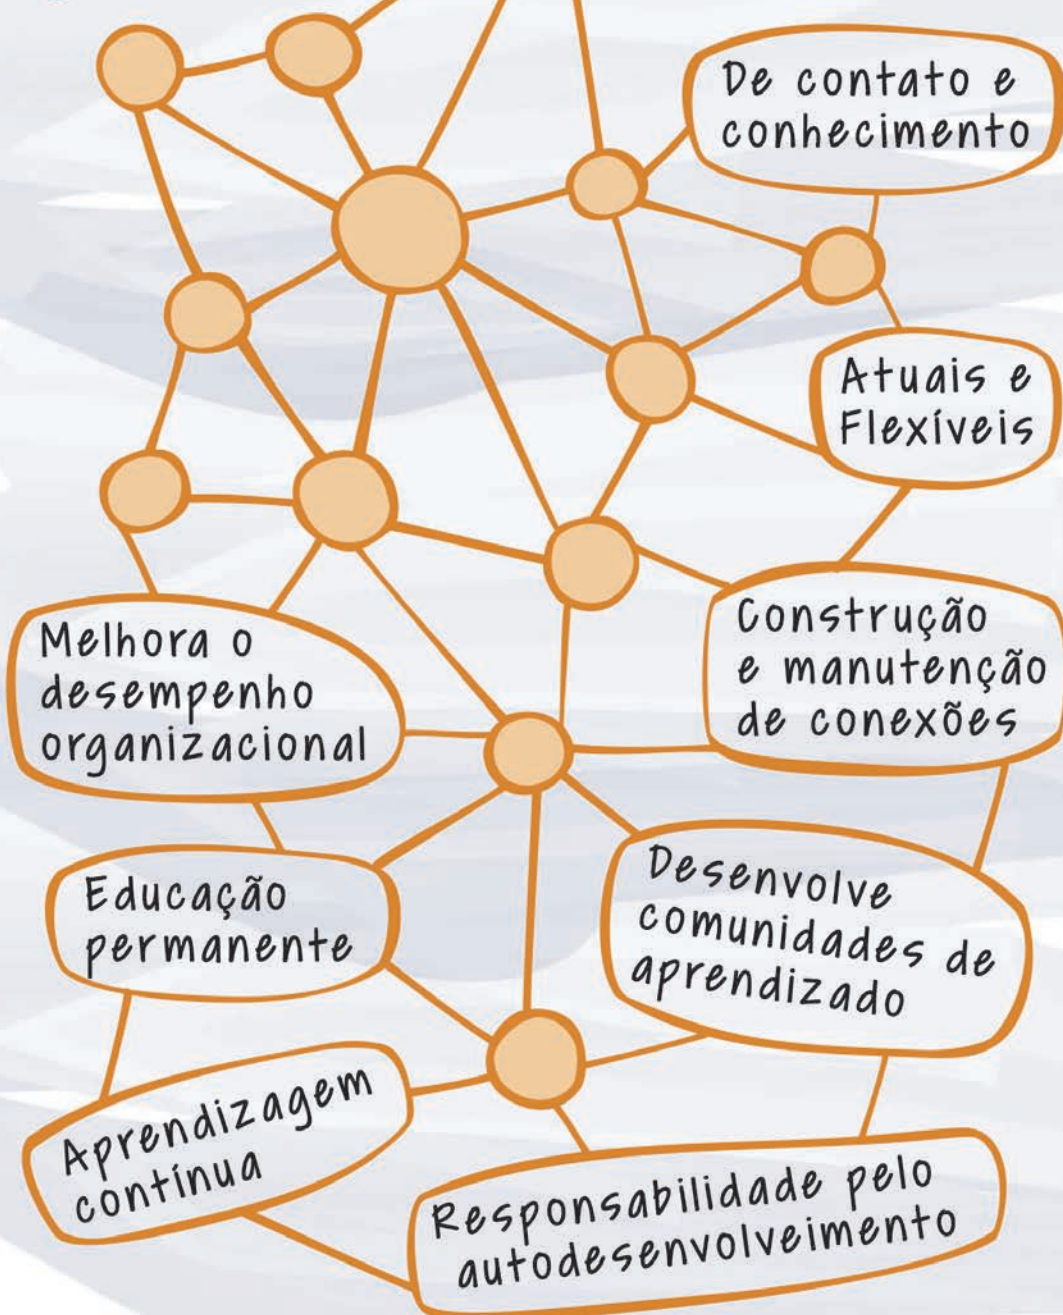 De contato e
conhecimento
Atuais e
Flexíveis
Construção
e manutenção
de conexões
Melhora o
desempenho
organizacional
Educação
permanente
Desenvolve
comunidades de
aprendizado
Aprendizagem
contínua
Responsabilidade pelo
autodesenvolveimento